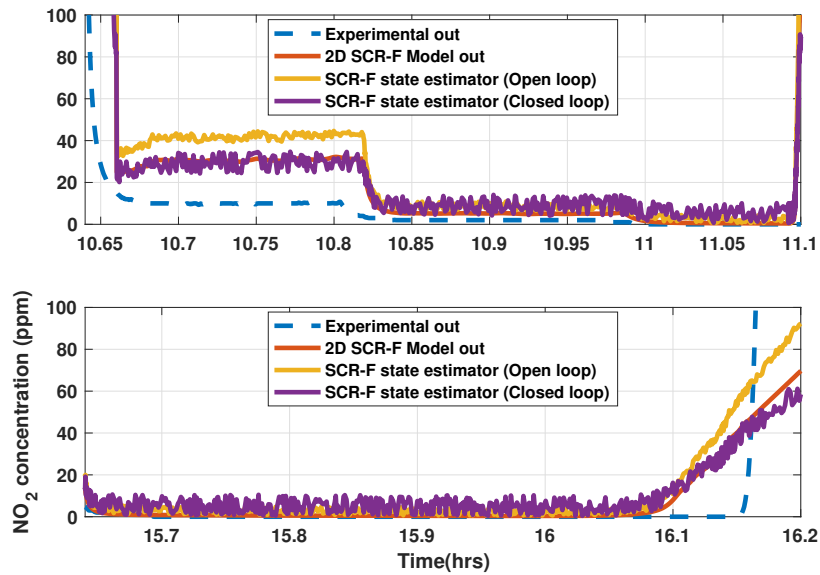 100
80
60
40
20
0
Experimental out
2D SCR-F Model out
SCR-F state estimator (Open loop)
SCR-F state estimator (Closed loop)
10.65 10.7 10.75 10.8 10.85 10.9 10.95 11 11.05 11.1
NO2 concentration (ppm)
100
80
60
40
20
0
Experimental out
2D SCR-F Model out
SCR-F state estimator (Open loop)
SCR-F state estimator (Closed loop)
15.7 15.8 15.9 16 16.1 16.2
Time(hrs)